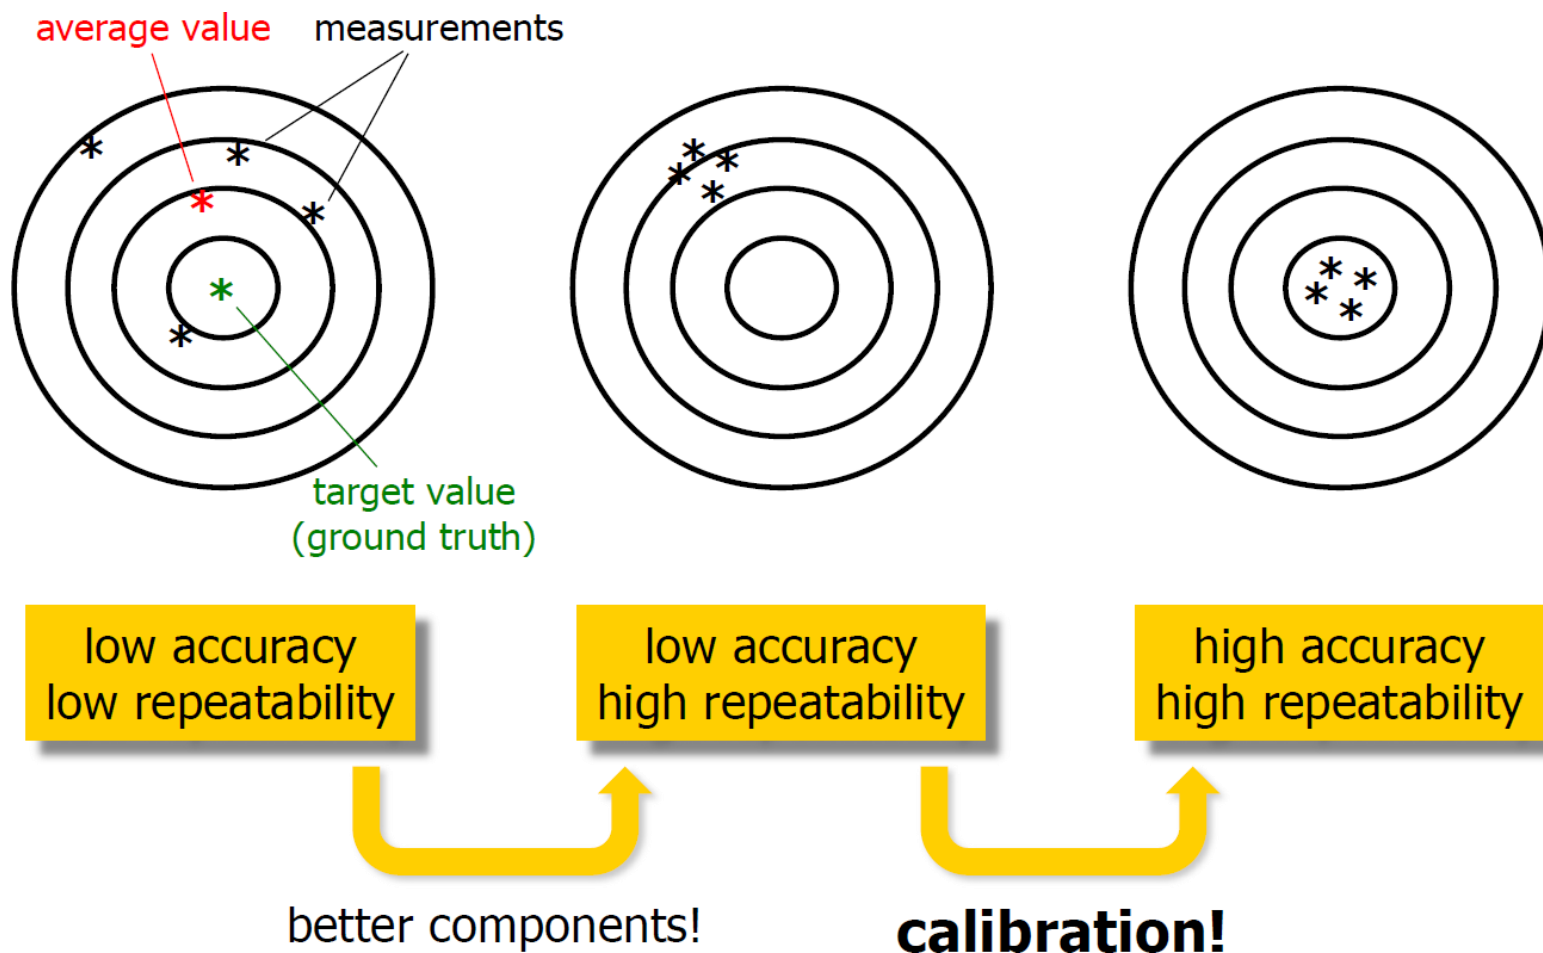 average value
measurements
target value
(ground truth)
low accuracy
low repeatability
low accuracy
high repeatability
high accuracy
high repeatability
better components!
calibration!